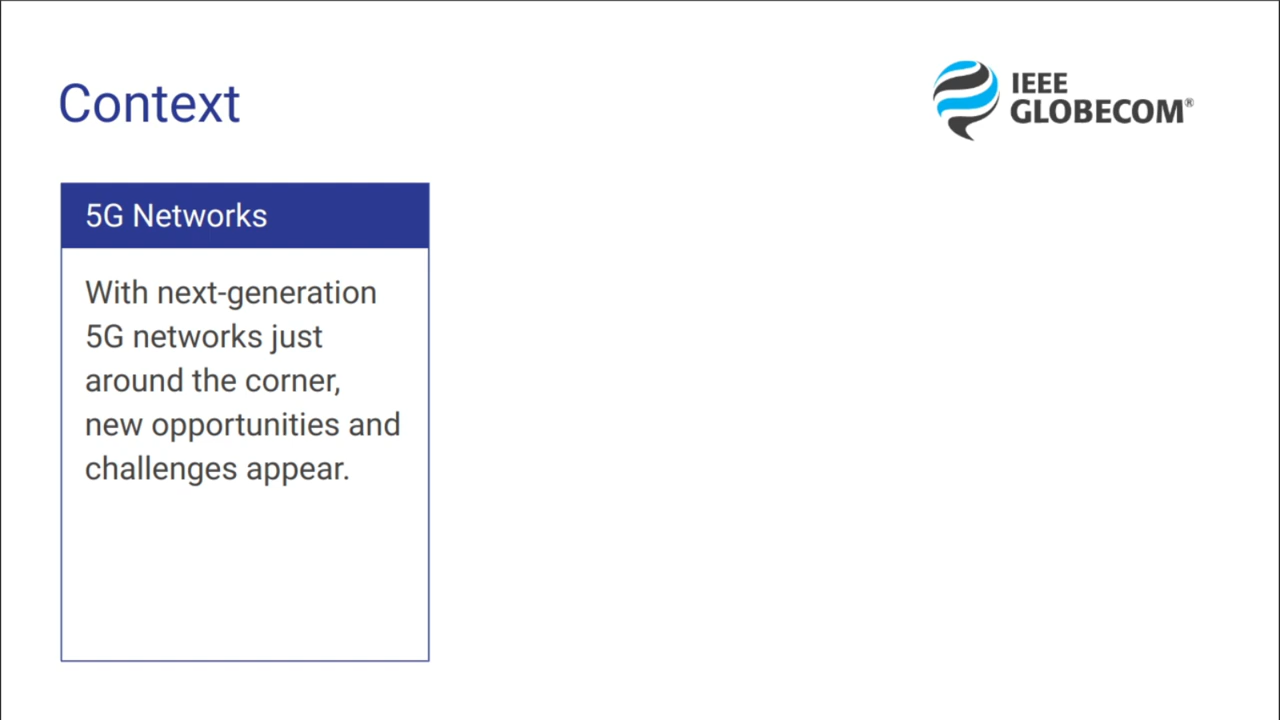 Context
IEEE
GLOBECOM®
5G Networks
With next-generation
5G networks just
around the corner,
new opportunities and
challenges appear.